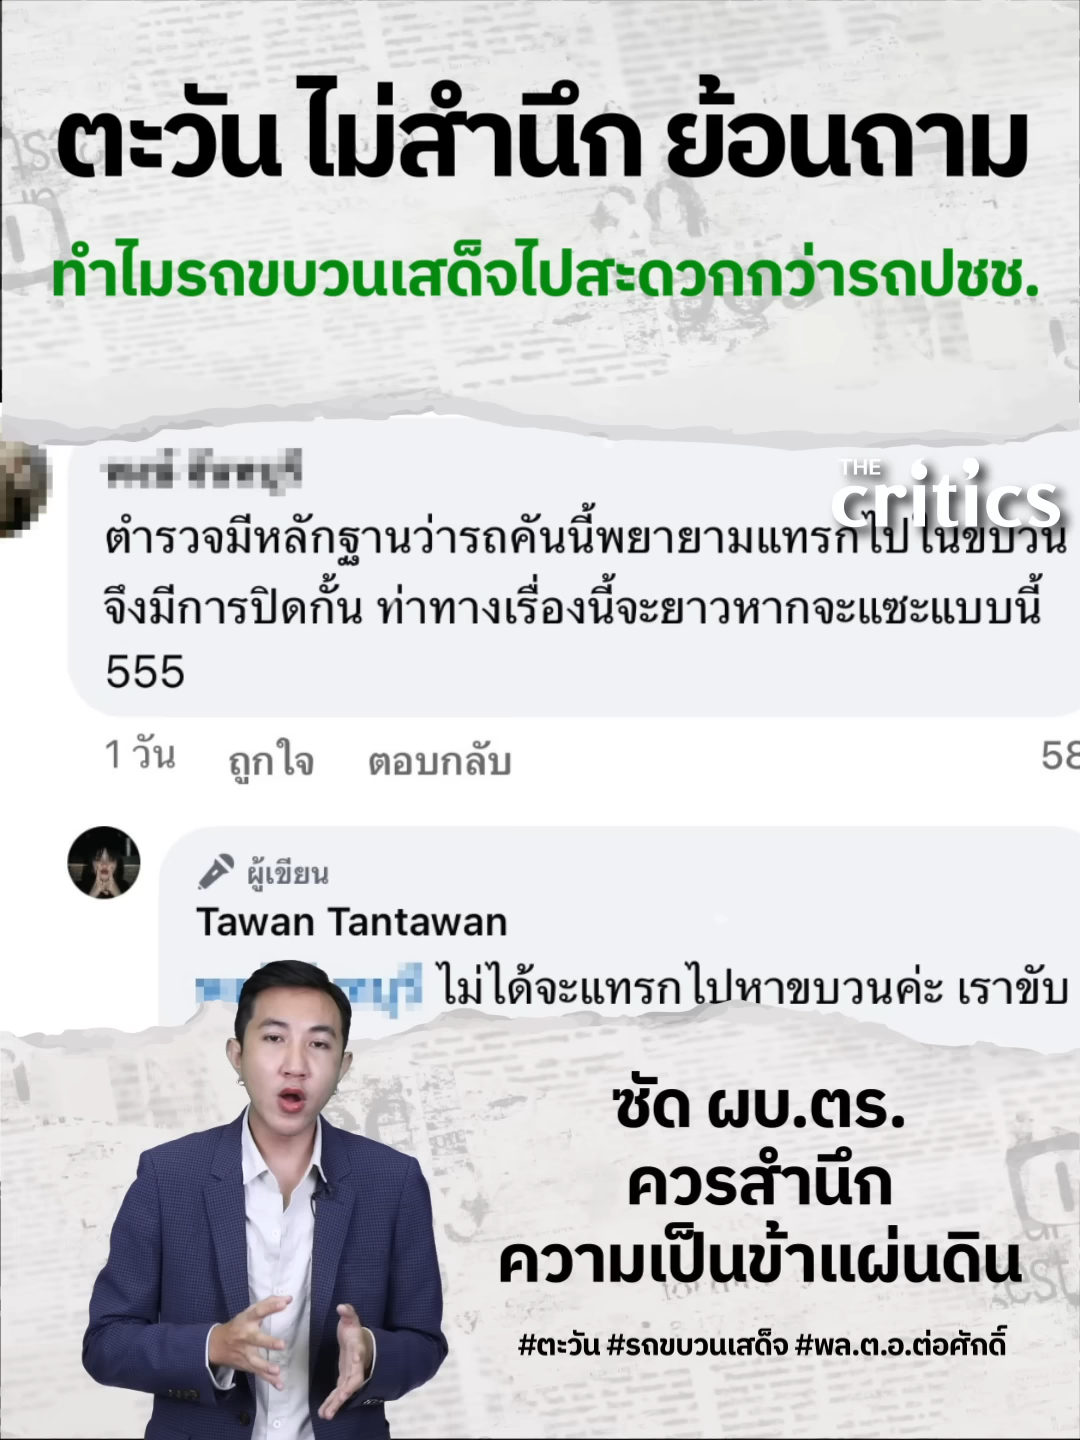 ตะวัน ไม่สำนึก ย้อนถาม
ทำไมรถขบวนเสด็จไปสะดวกกว่ารถปชช.
THE
critics
ตำรวจมีหลักฐานว่ารถคันนี้พยายามแทรกไปในขบวน
จึงมีการปิดกั้น ท่าทางเรื่องนี้จะยาวหากจะแซะแบบนี้
555
1 วัน ถูกใจ ตอบกลับ 58
ผู้เขียน
Tawan Tantawan
ไม่ได้จะแทรกไปหาขบวนค่ะ เราขับ
ซัด ผบ.ตร.
ควรสำนึก
ความเป็นข้าแผ่นดิน
#ตะวัน #รถขบวนเสด็จ #พล.ต.อ.ต่อศักดิ์